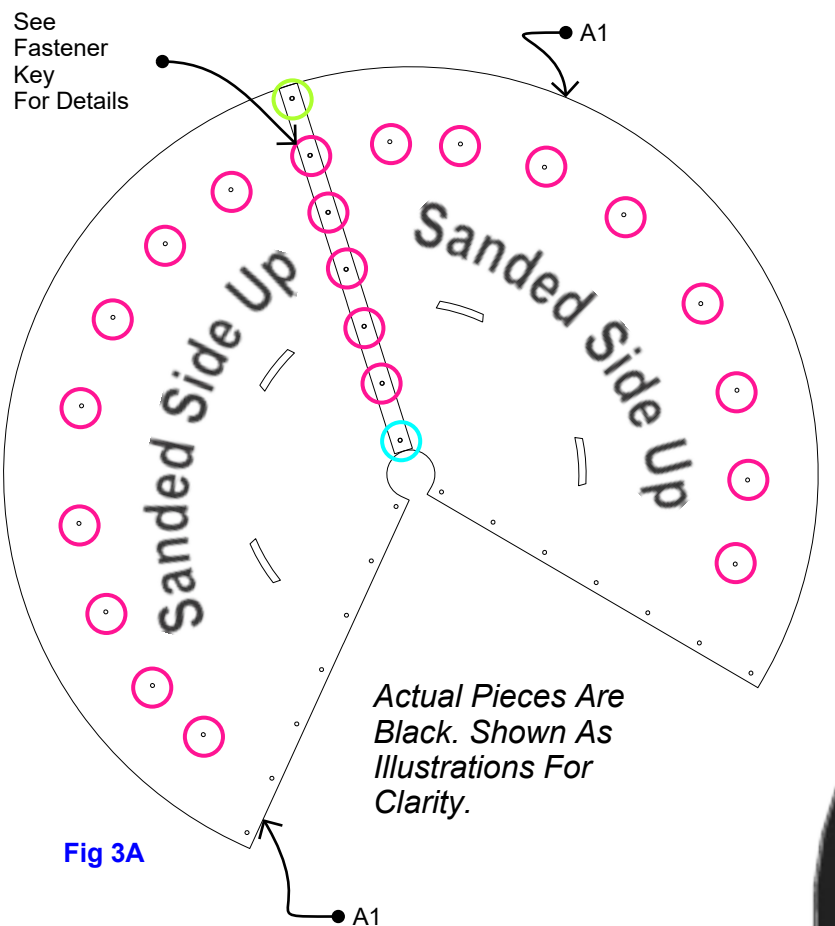 See
Fastener
Key
For Details
A1
Sanded Side Up
Sanded Side Up
Actual Pieces Are
Black. Shown As
Illustrations For
Clarity.
Fig 3A
A1